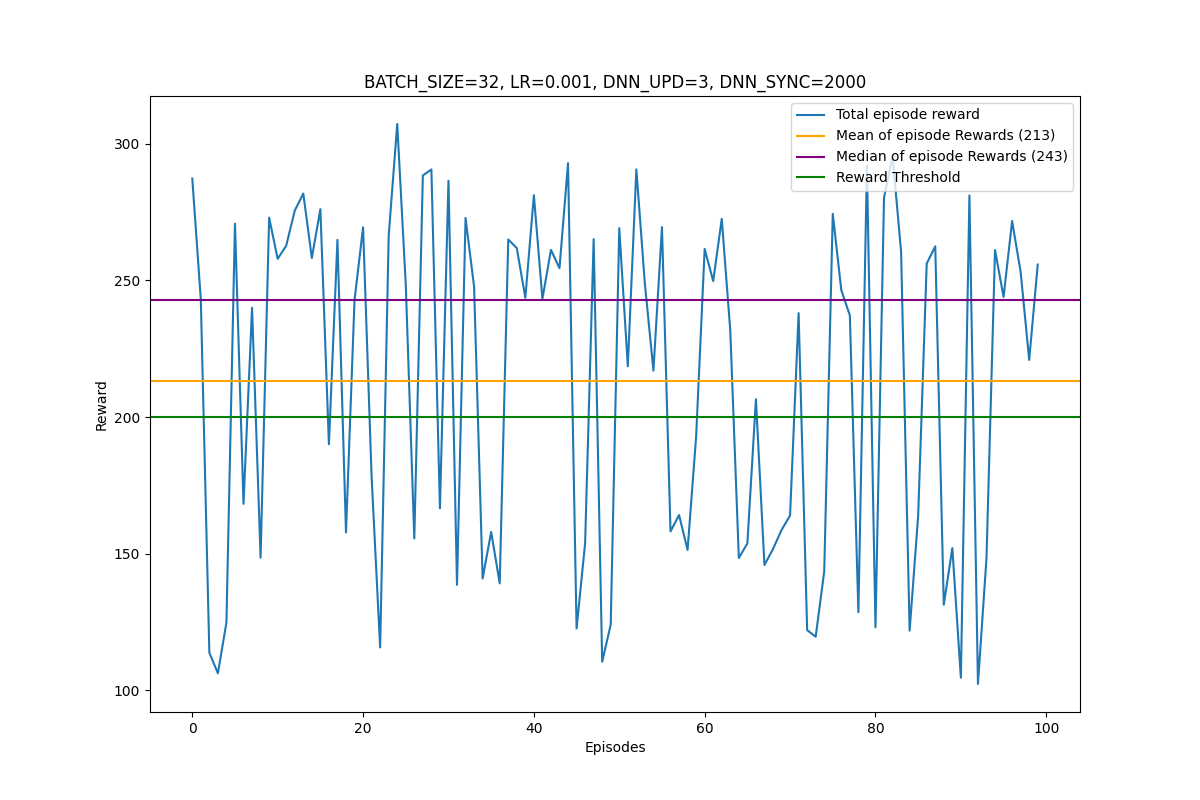 BATCH_SIZE=32, LR=0.001, DNN_UPD=3, DNN_SYNC=2000
Total episode reward
Mean of episode Rewards (213)
Median of episode Rewards (243)
Reward Threshold
300
250
200
150
100
Reward
0 20 40 60 80 100
Episodes